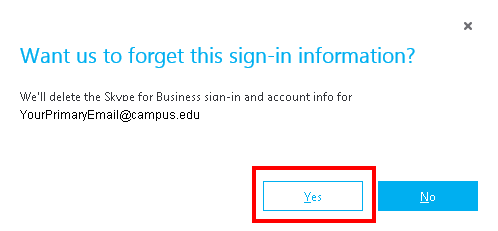 Want us to forget this sign-in information?
We'll delete the Skype for Business sign-in and account info for
YourPrimaryEmail@campus.edu
Yes
No